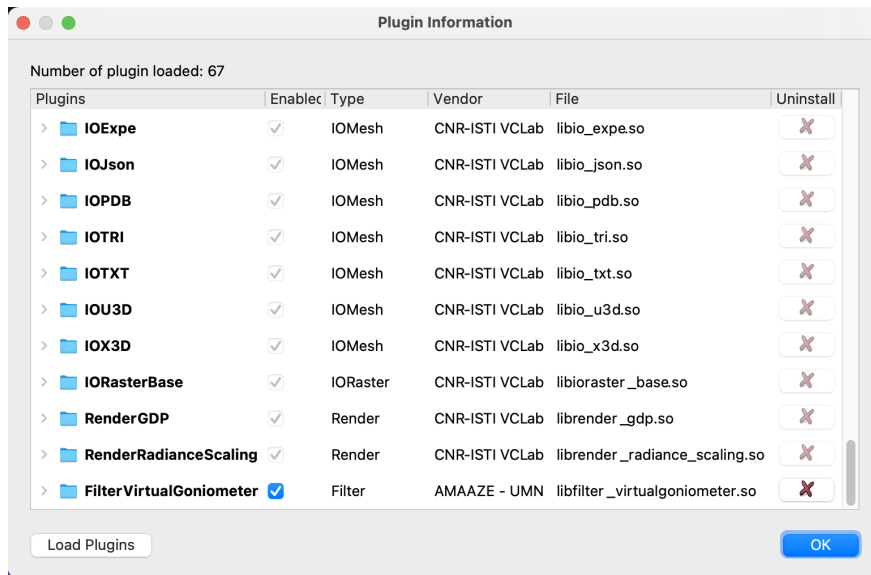 Plugin Information
Number of plugin loaded: 67
Plugins Enabled Type Vendor File Uninstall
IOExpe IOMesh CNR-ISTI VCLab libio_expe.so
IOJson IOMesh CNR-ISTI VCLab libio_json.so
IOPDB IOMesh CNR-ISTI VCLab libio_pdb.so
IOTRI IOMesh CNR-ISTI VCLab libio_tri.so
IOTXT IOMesh CNR-ISTI VCLab libio_txt.so
IOU3D IOMesh CNR-ISTI VCLab libio_u3d.so
IOX3D IOMesh CNR-ISTI VCLab libio_x3d.so
IORasterBase IORaster CNR-ISTI VCLab libioraster_base.so
RenderGDP Render CNR-ISTI VCLab librender_gdp.so
RenderRadianceScaling Render CNR-ISTI VCLab librender_radiance_scaling.so
FilterVirtualGoniometer Filter AMAAZE - UMN libfilter_virtualgoniometer.so
Load Plugins OK